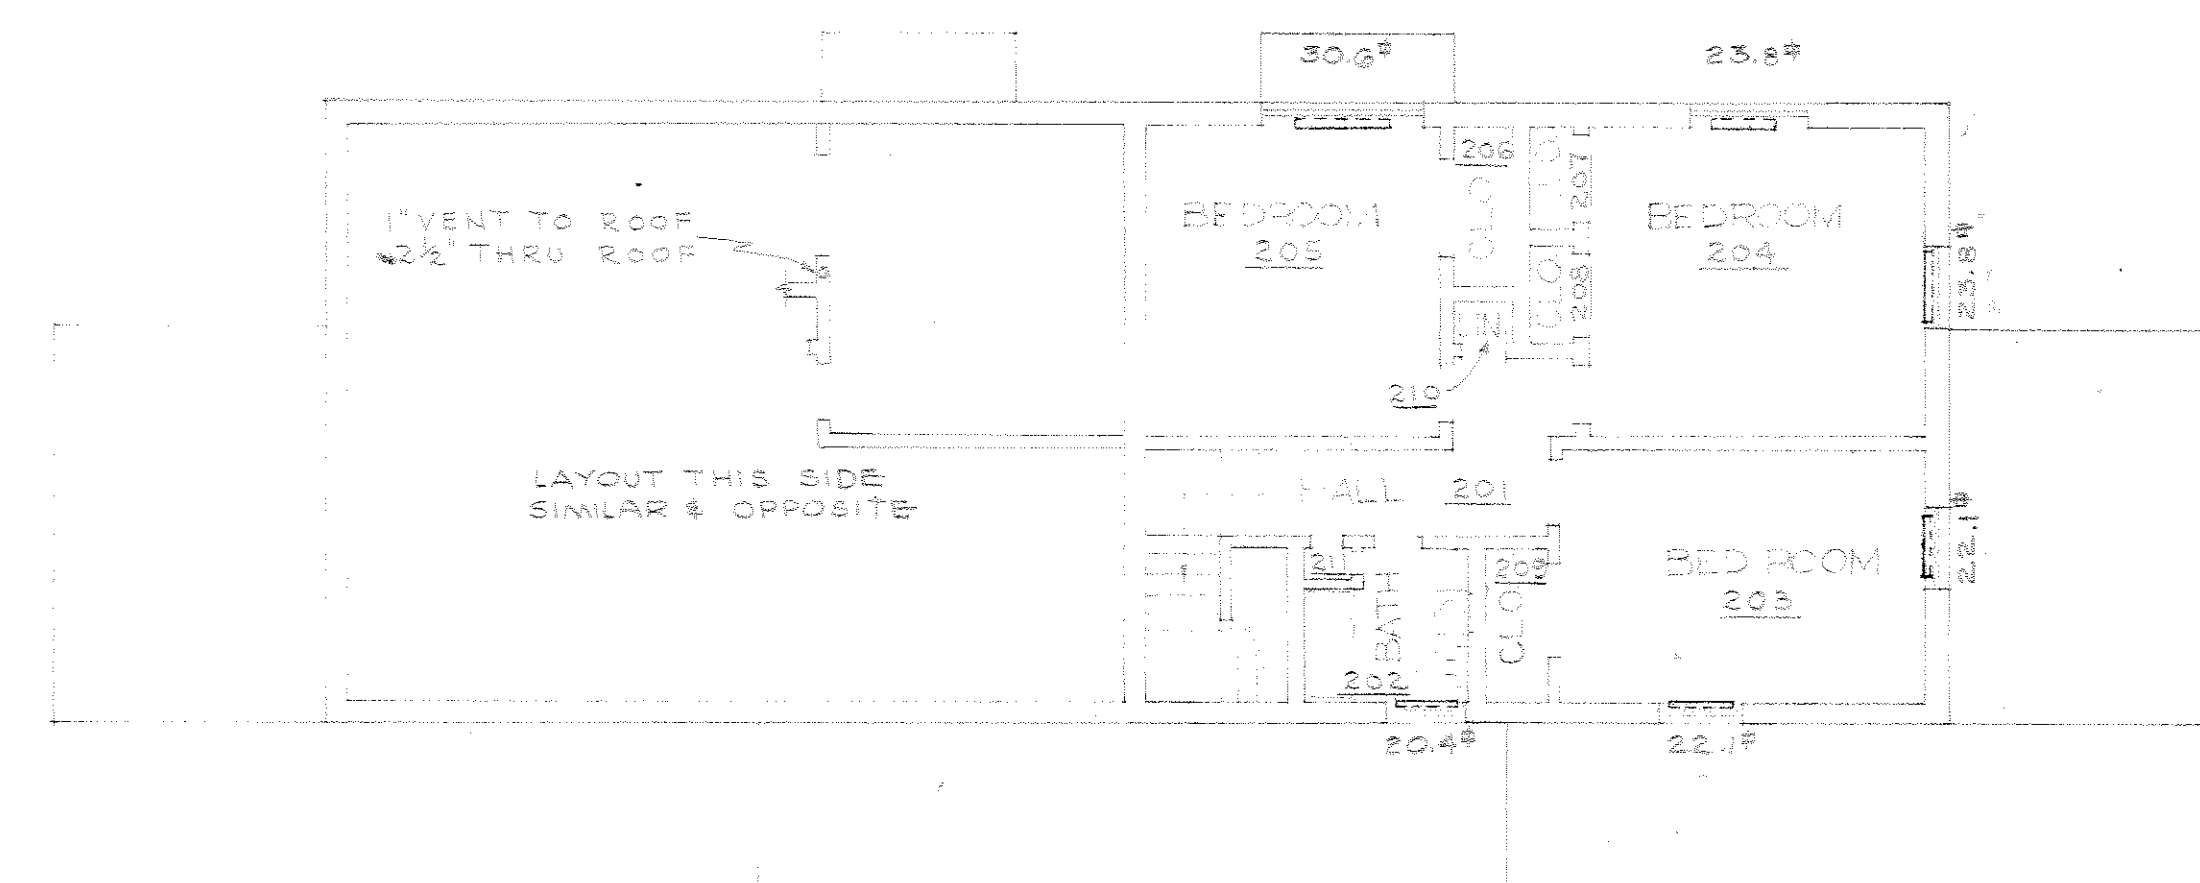 30.6#
23.8#
206
207
CLO
CLO
BEDROOM
205
BEDROOM
204
1" VENT TO ROOF
2½" THRU ROOF
23.8#
CLO
208
LIN.
210
LAYOUT THIS SIDE
SIMILAR & OPPOSITE
HALL 201
22.1#
211
209
BED ROOM
203
BATH
CLO
202
20.4#
22.1#